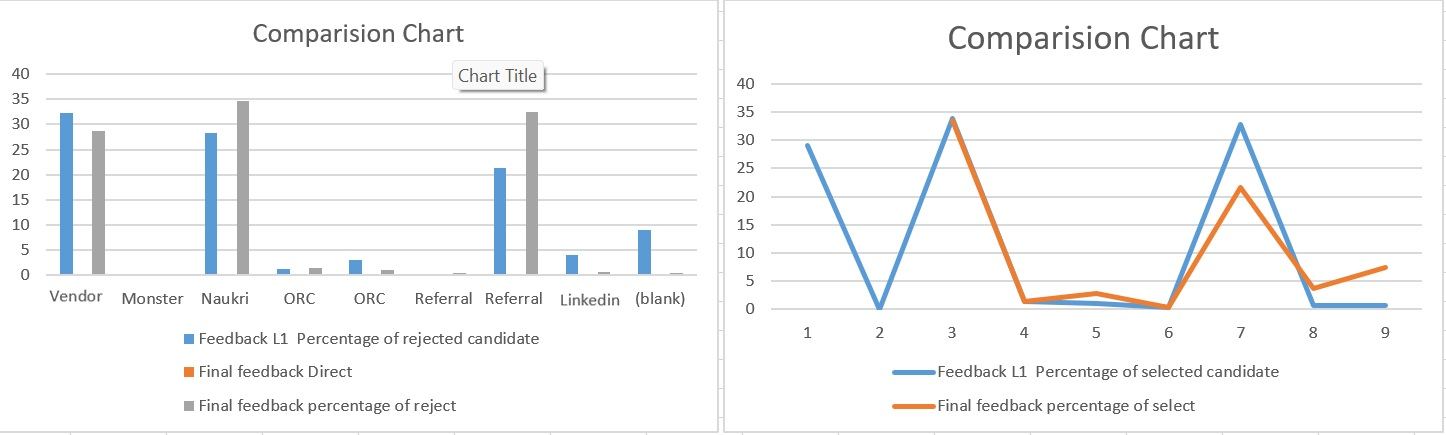 Comparision Chart
Chart Title
40
35
30
25
20
15
10
5
0
Vendor Monster Naukri ORC ORC Referral Referral Linkedin (blank)
Feedback L1 Percentage of rejected candidate
Final feedback Direct
Final feedback percentage of reject
Comparision Chart
40
35
30
25
20
15
10
5
0
1 2 3 4 5 6 7 8 9
Feedback L1 Percentage of selected candidate
Final feedback percentage of select